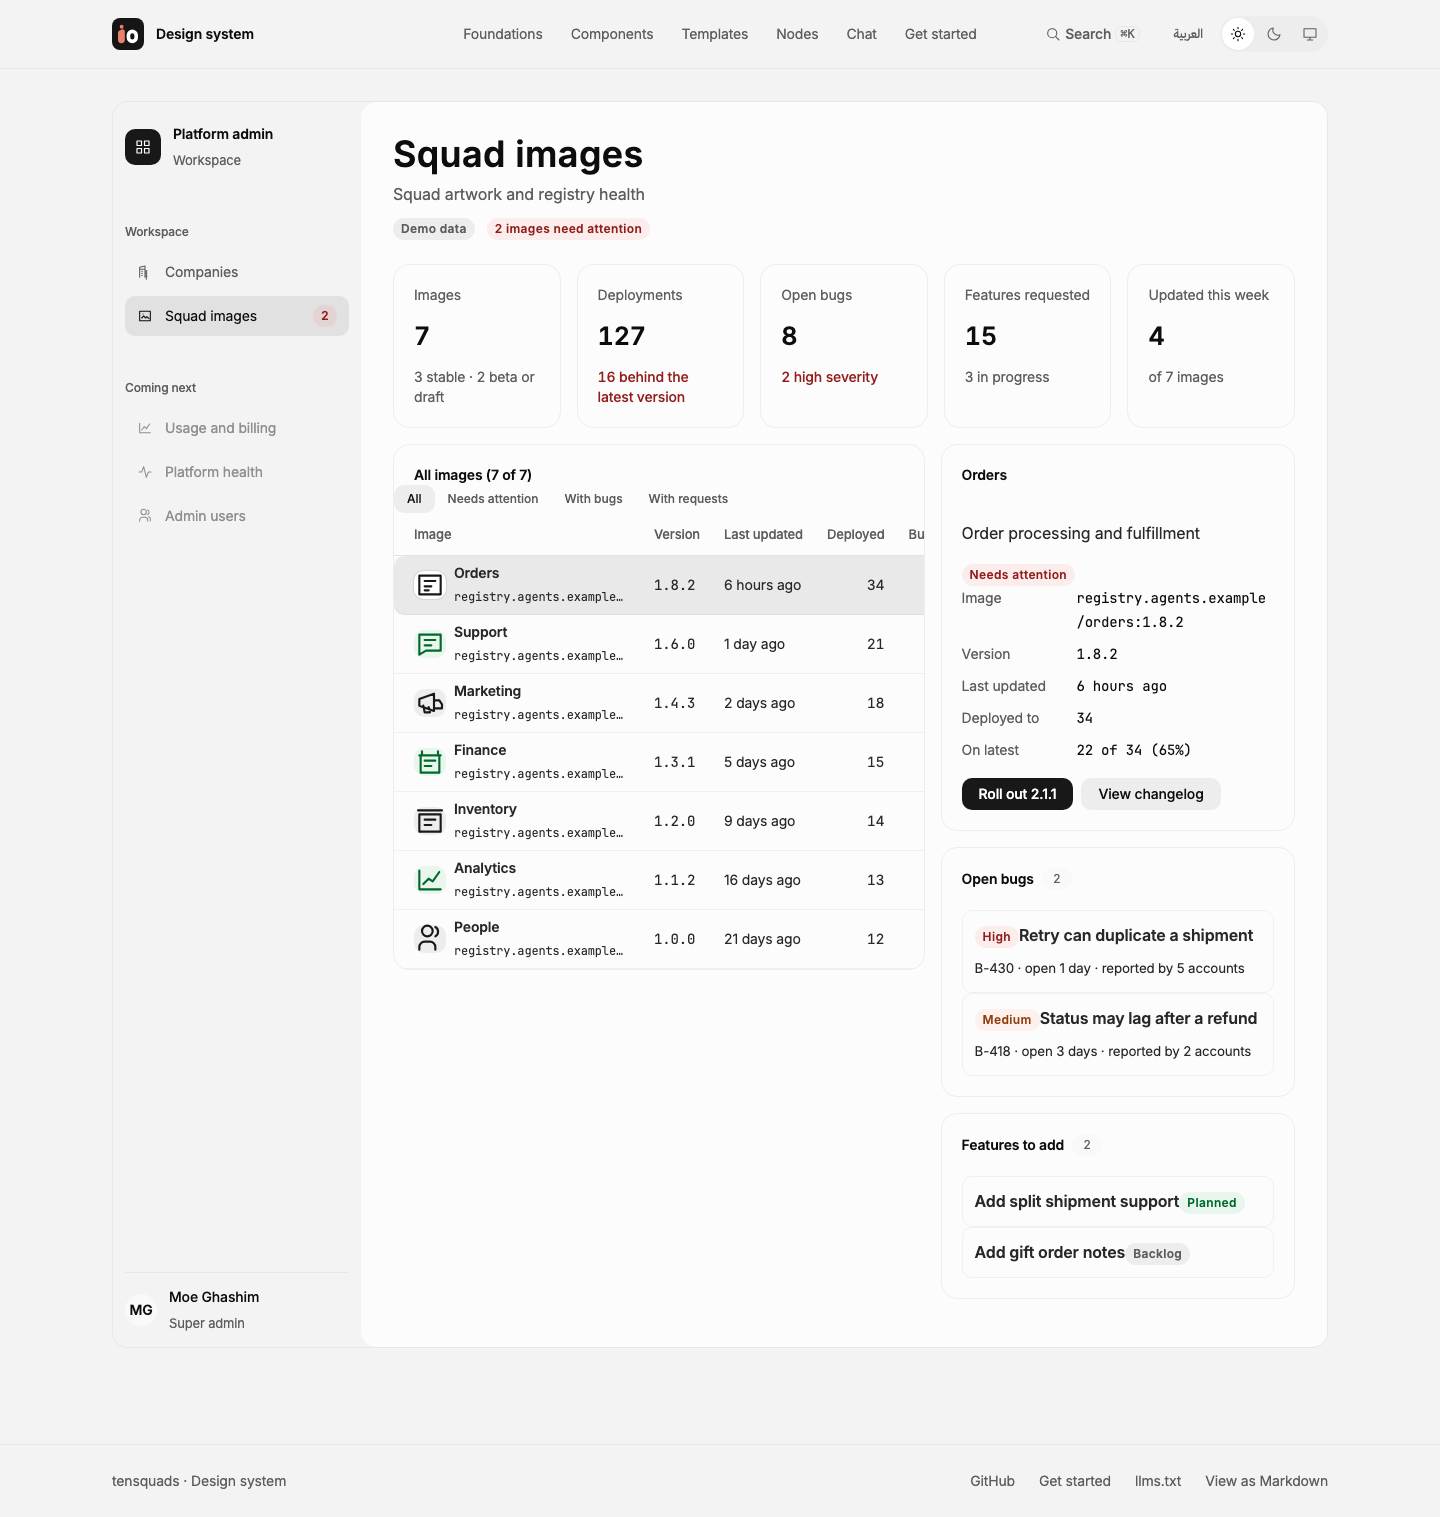 io Design system
Foundations Components Templates Nodes Chat Get started
Search ⌘K العربية
Platform admin
Workspace
Workspace
Companies
Squad images 2
Coming next
Usage and billing
Platform health
Admin users
MG Moe Ghashim
Super admin
Squad images
Squad artwork and registry health
Demo data 2 images need attention
Images
7
3 stable · 2 beta or
draft
Deployments
127
16 behind the
latest version
Open bugs
8
2 high severity
Features requested
15
3 in progress
Updated this week
4
of 7 images
All images (7 of 7)
All Needs attention With bugs With requests
Image Version Last updated Deployed Bu
Orders
registry.agents.example… 1.8.2 6 hours ago 34
Support
registry.agents.example… 1.6.0 1 day ago 21
Marketing
registry.agents.example… 1.4.3 2 days ago 18
Finance
registry.agents.example… 1.3.1 5 days ago 15
Inventory
registry.agents.example… 1.2.0 9 days ago 14
Analytics
registry.agents.example… 1.1.2 16 days ago 13
People
registry.agents.example… 1.0.0 21 days ago 12
Orders
Order processing and fulfillment
Needs attention
Image registry.agents.example
/orders:1.8.2
Version 1.8.2
Last updated 6 hours ago
Deployed to 34
On latest 22 of 34 (65%)
Roll out 2.1.1 View changelog
Open bugs 2
High Retry can duplicate a shipment
B-430 · open 1 day · reported by 5 accounts
Medium Status may lag after a refund
B-418 · open 3 days · reported by 2 accounts
Features to add 2
Add split shipment support Planned
Add gift order notes Backlog
tensquads · Design system
GitHub Get started llms.txt View as Markdown